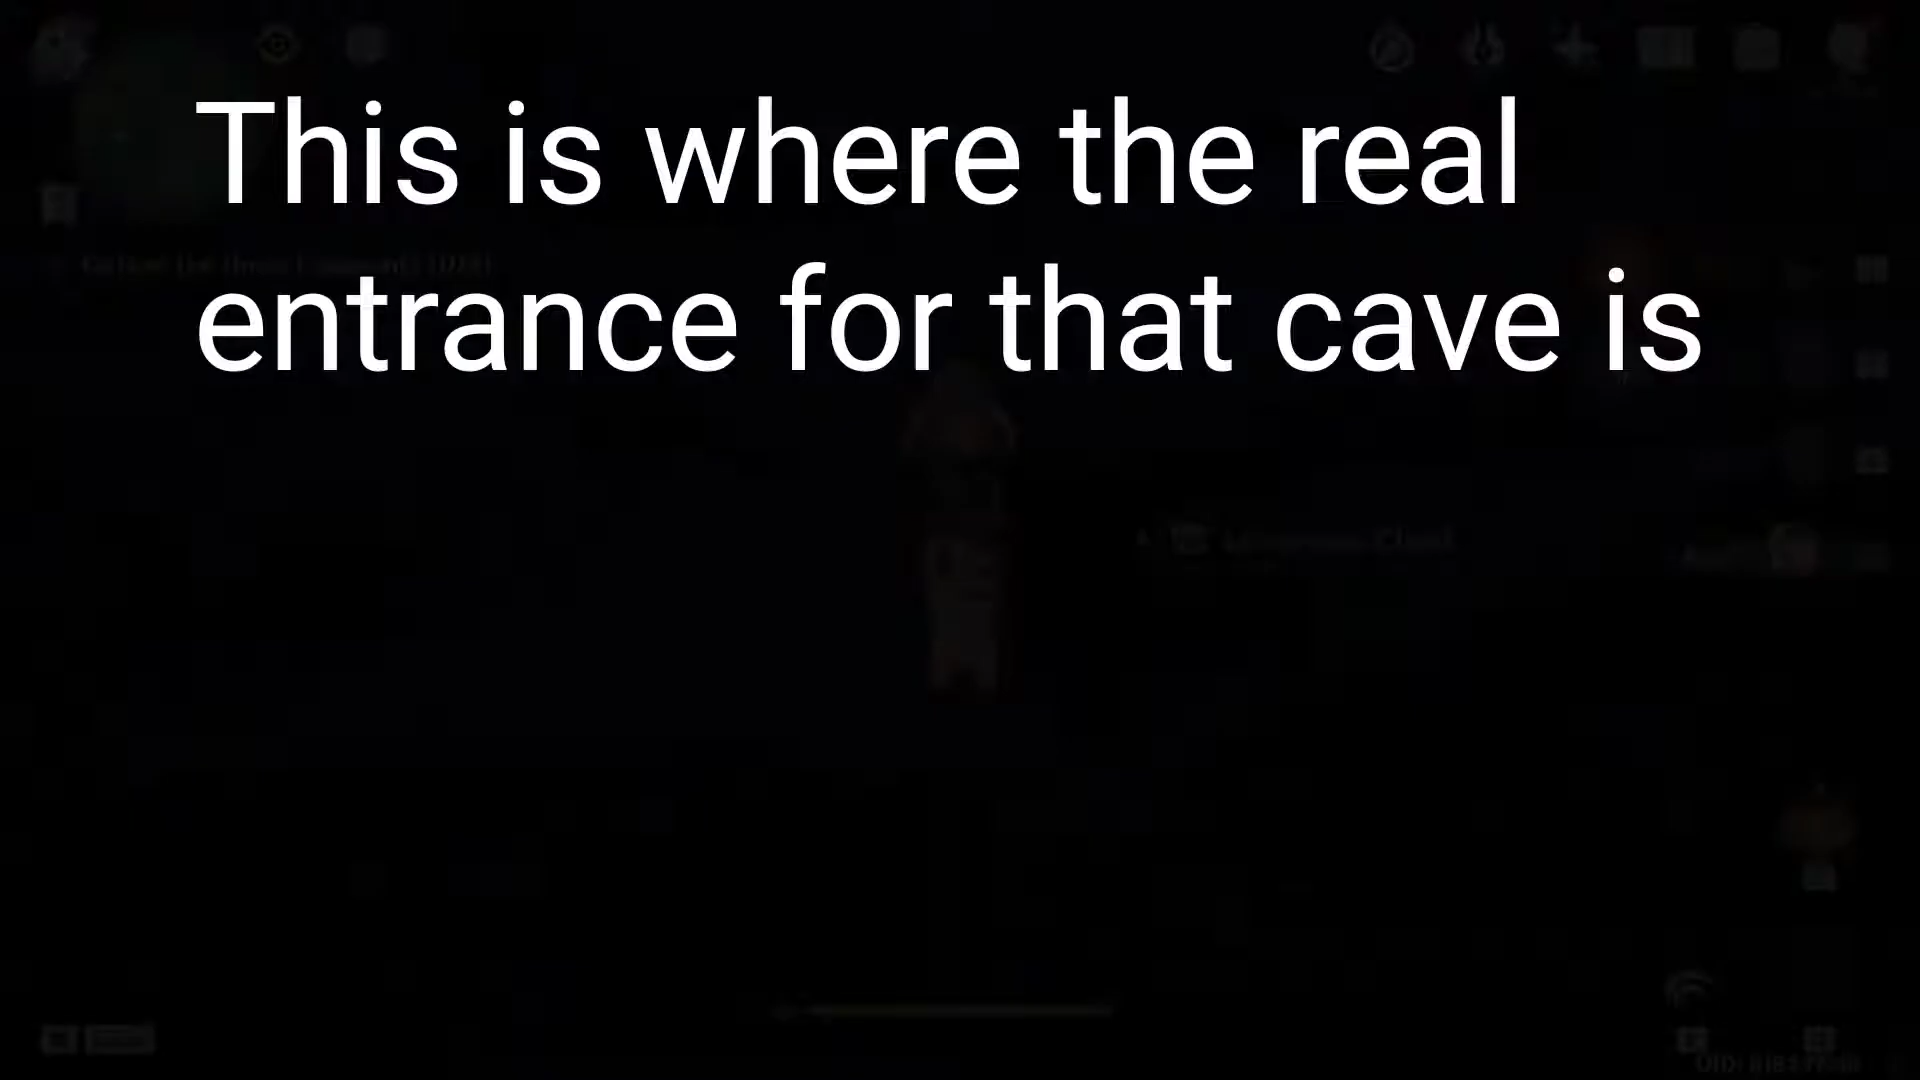 This is where the real
entrance for that cave is